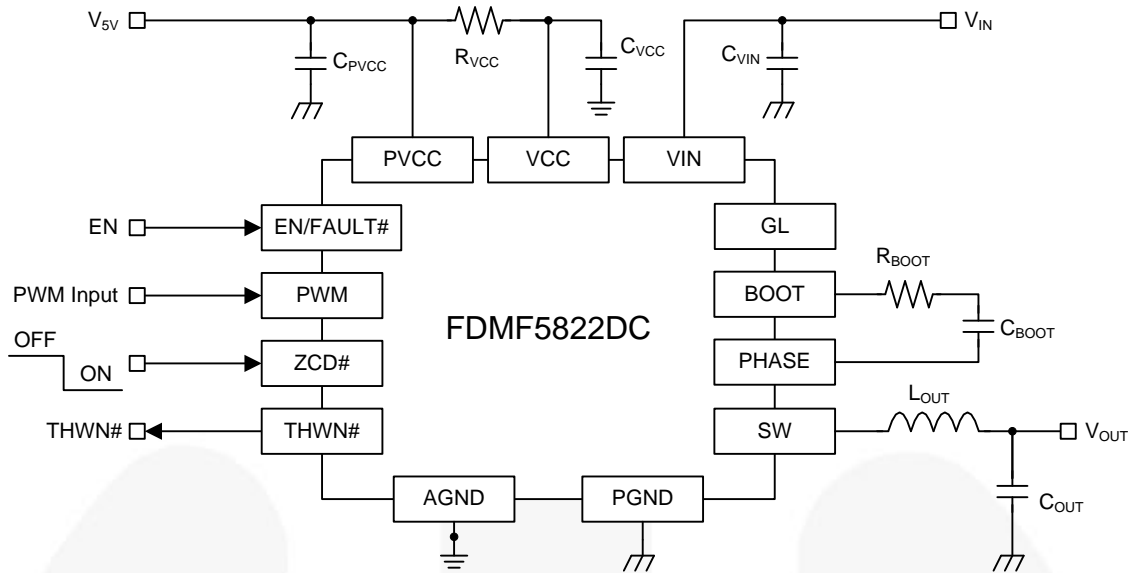 V5V
RVCC
CPVCC
CVCC
CVIN
VIN
PVCC
VCC
VIN
EN
EN/FAULT#
GL
PWM Input
PWM
BOOT
RBOOT
CBOOT
FDMF5822DC
OFF
ON
ZCD#
PHASE
THWN#
THWN#
SW
LOUT
VOUT
COUT
AGND
PGND